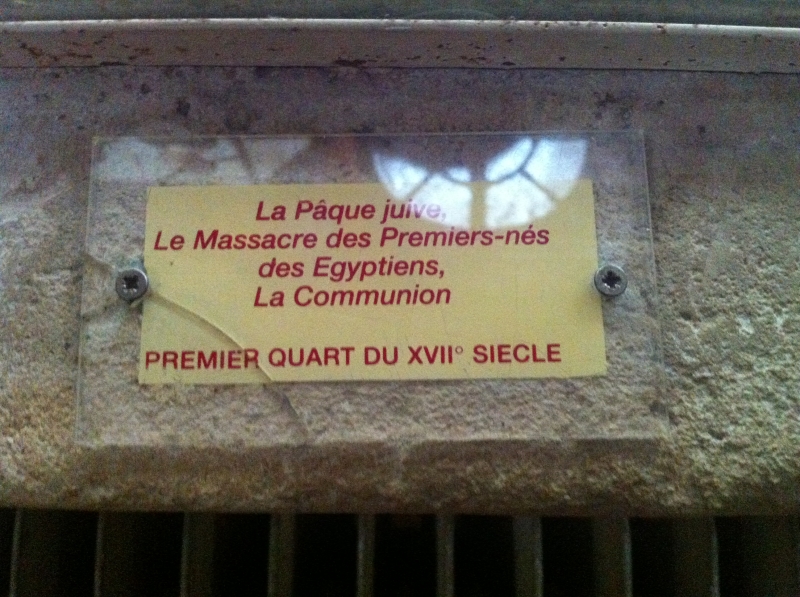 La Pâque juive,
Le Massacre des Premiers-nés
des Egyptiens,
La Communion
PREMIER QUART DU XVII° SIECLE